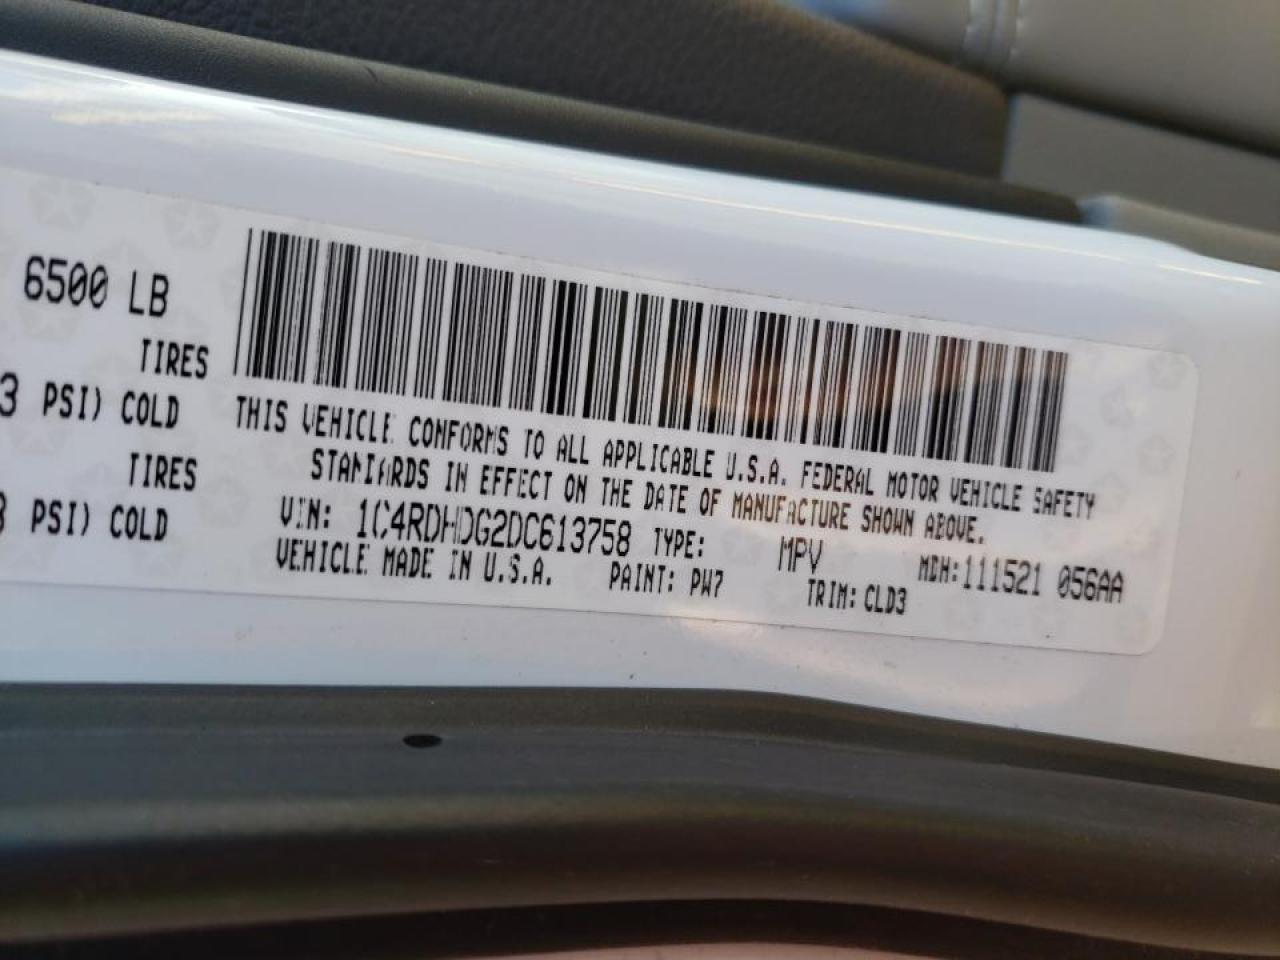 6500 LB
TIRES
3 PSI) COLD
TIRES
PSI) COLD
THIS VEHICLE CONFORMS TO ALL APPLICABLE U.S.A. FEDERAL MOTOR VEHICLE SAFETY
STANDARDS IN EFFECT ON THE DATE OF MANUFACTURE SHOWN ABOVE.
VIN: 1C4RDHDG2DC613758 TYPE: MPV MDH:111521 056AA
VEHICLE MADE IN U.S.A. PAINT: PW7 TRIM: CLD3